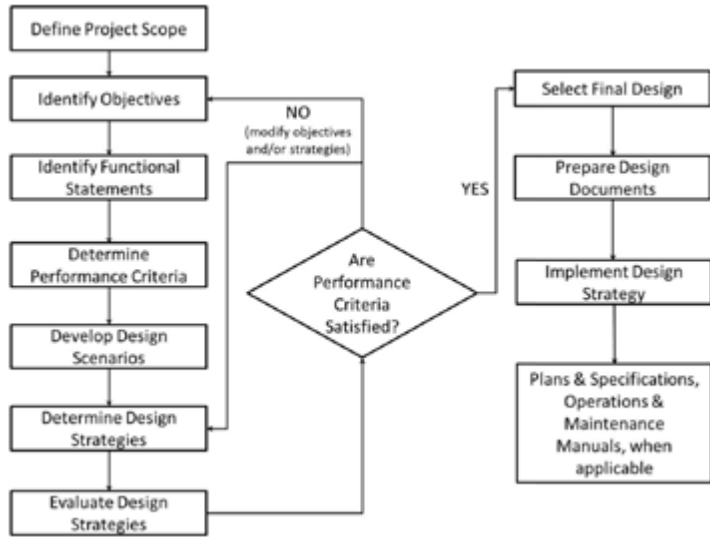 Define Project Scope
Identify Objectives
Identify Functional
Statements
Determine
Performance Criteria
Develop Design
Scenarios
Determine Design
Strategies
Evaluate Design
Strategies
NO
(modify objectives
and/or strategies)
Are
Performance
Criteria
Satisfied?
YES
Select Final Design
Prepare Design
Documents
Implement Design
Strategy
Plans & Specifications,
Operations &
Maintenance
Manuals, when
applicable